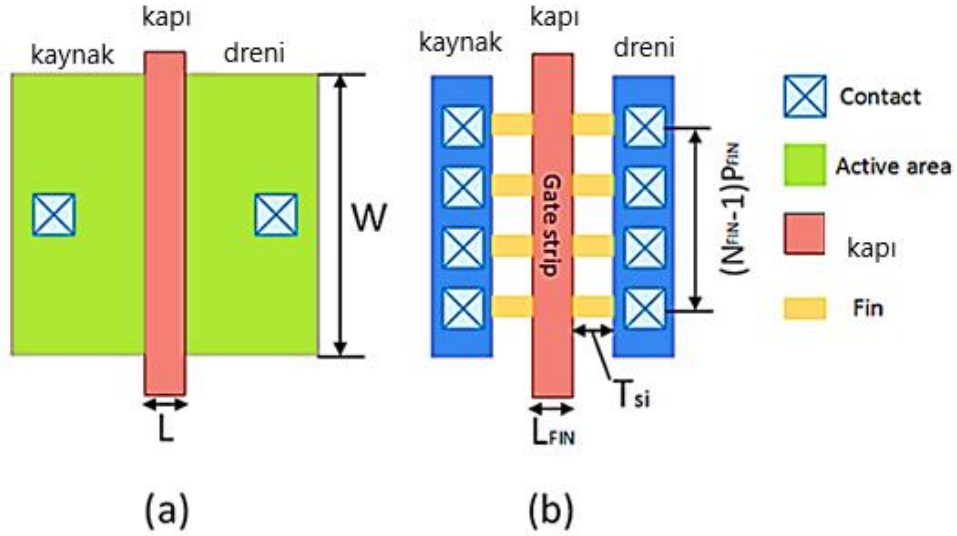 kapı
kaynak
dreni
W
L
(a)
kapı
kaynak
dreni
Gate strip
(NFIN-1)PFIN
Tsi
LFIN
(b)
Contact
Active area
kapı
Fin